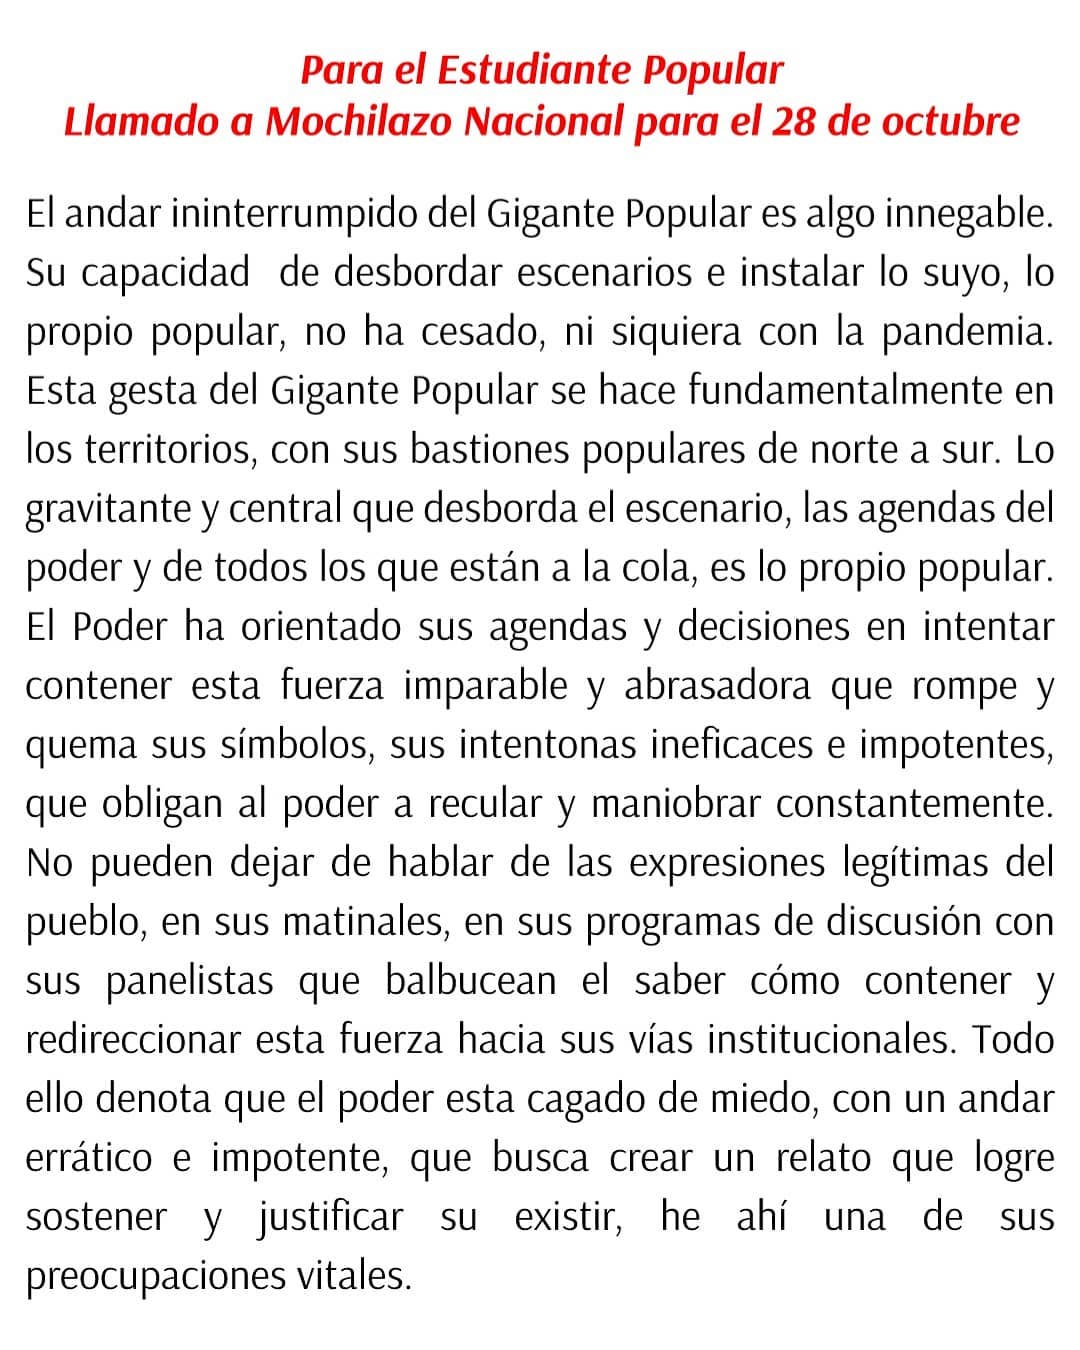 Para el Estudiante Popular
Llamado a Mochilazo Nacional para el 28 de octubre
El andar ininterrumpido del Gigante Popular es algo innegable.
Su capacidad  de desbordar escenarios e instalar lo suyo, lo
propio popular, no ha cesado, ni siquiera con la pandemia.
Esta gesta del Gigante Popular se hace fundamentalmente en
los territorios, con sus bastiones populares de norte a sur. Lo
gravitante y central que desborda el escenario, las agendas del
poder y de todos los que están a la cola, es lo propio popular.
El Poder ha orientado sus agendas y decisiones en intentar
contener esta fuerza imparable y abrasadora que rompe y
quema sus símbolos, sus intentonas ineficaces e impotentes,
que obligan al poder a recular y maniobrar constantemente.
No pueden dejar de hablar de las expresiones legítimas del
pueblo, en sus matinales, en sus programas de discusión con
sus panelistas que balbucean el saber cómo contener y
redireccionar esta fuerza hacia sus vías institucionales. Todo
ello denota que el poder esta cagado de miedo, con un andar
errático e impotente, que busca crear un relato que logre
sostener y justificar su existir, he ahí una de sus
preocupaciones vitales.